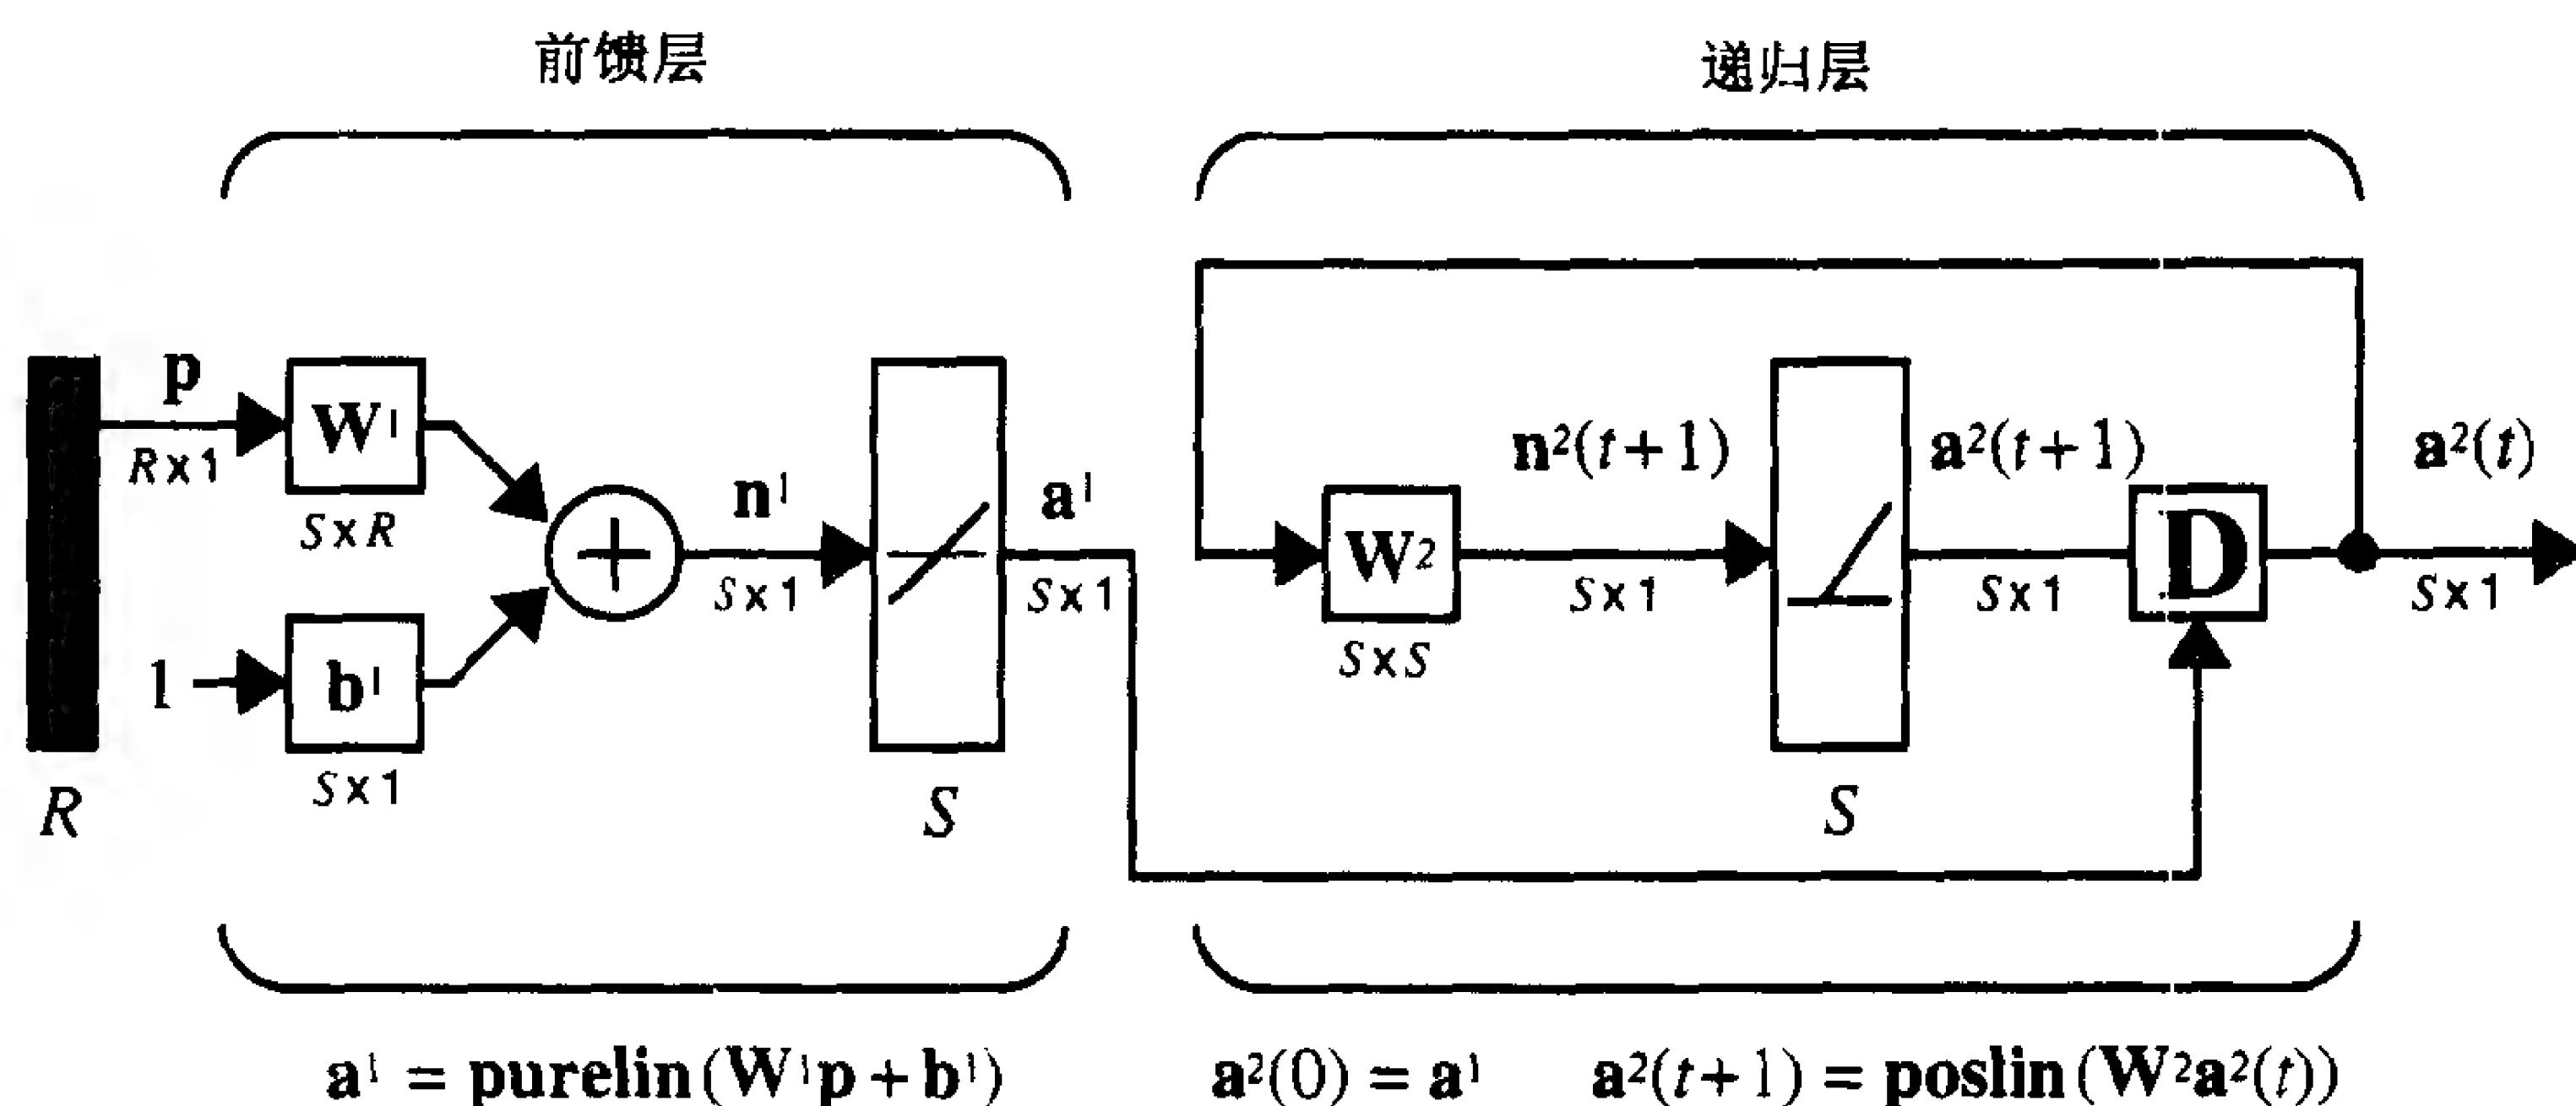 前馈层
递归层
p
R×1
W¹
S×R
1
b¹
S×1
R
n¹
S×1
a¹
S×1
S
W²
S×S
n²(t+1)
S×1
S
a²(t+1)
S×1
D
a²(t)
S×1
a¹ = purelin(W¹p + b¹)
a²(0) = a¹ a²(t+1) = poslin(W²a²(t))